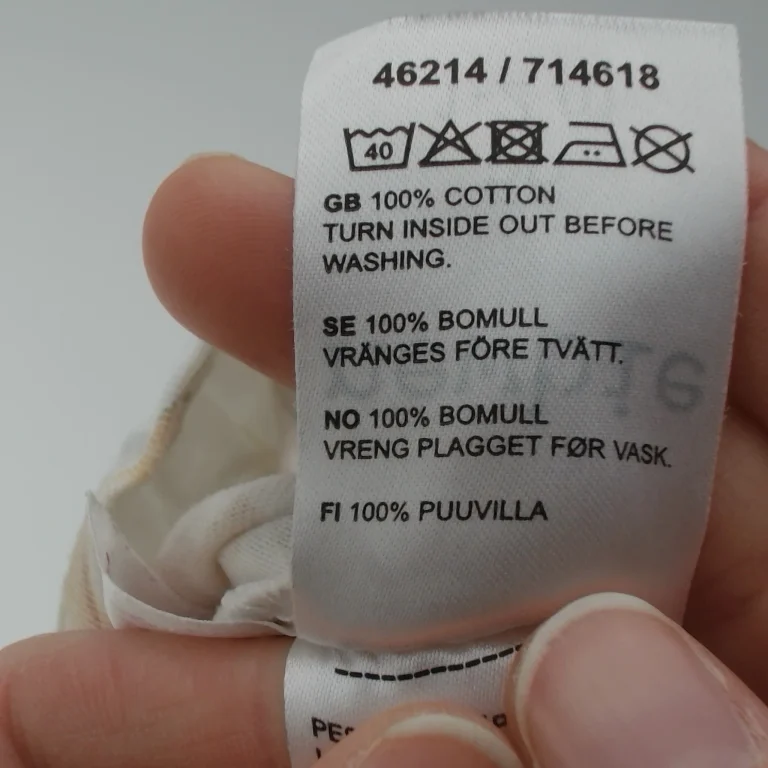 46214 / 714618
40
GB 100% COTTON
TURN INSIDE OUT BEFORE
WASHING.
SE 100% BOMULL
VRÄNGES FÖRE TVÄTT.
NO 100% BOMULL
VRENG PLAGGET FØR VASK.
FI 100% PUUVILLA